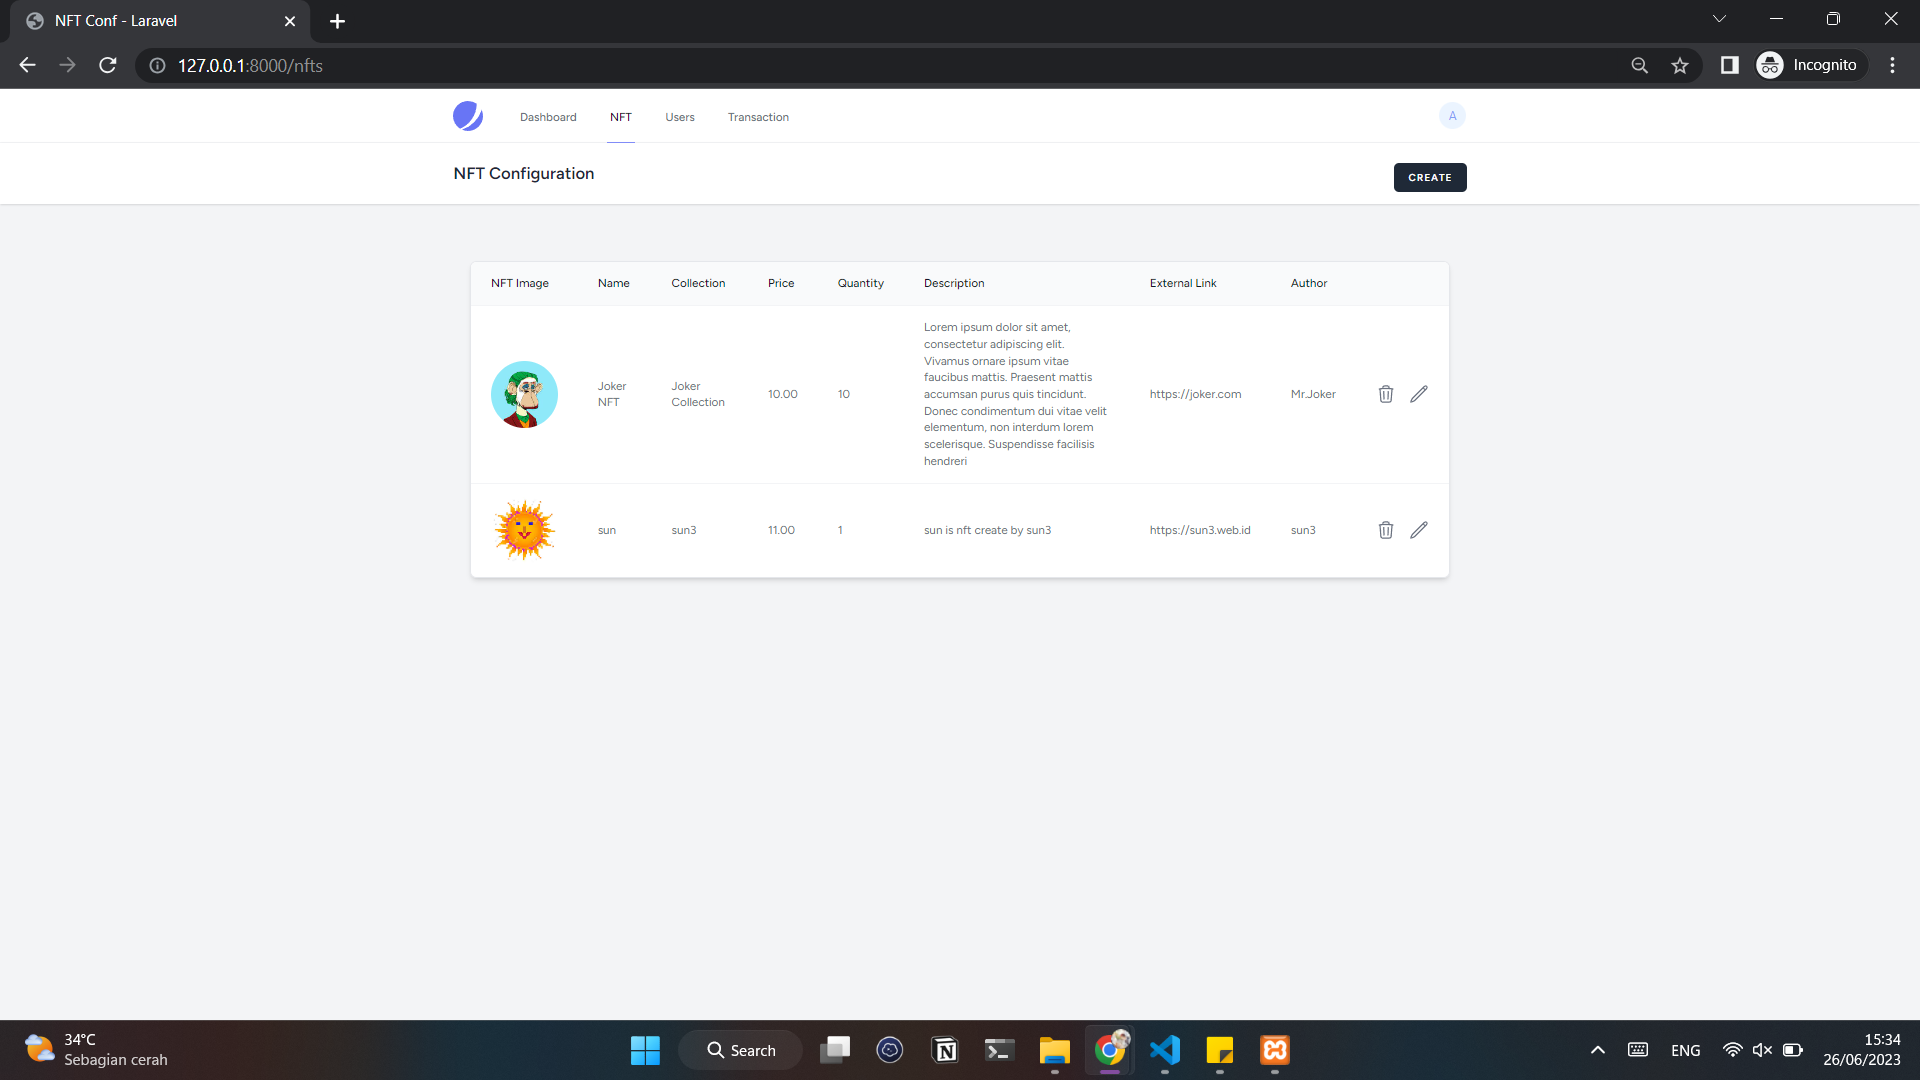 NFT Conf - Laravel
127.0.0.1:8000/nfts
Incognito
Dashboard NFT Users Transaction
A
NFT Configuration
CREATE
NFT Image Name Collection Price Quantity Description External Link Author
Lorem ipsum dolor sit amet,
consectetur adipiscing elit.
Vivamus ornare ipsum vitae
faucibus mattis. Praesent mattis
accumsan purus quis tincidunt.
Donec condimentum dui vitae velit
elementum, non interdum lorem
scelerisque. Suspendisse facilisis
hendreri
Joker
NFT
Joker
Collection
10.00
10
https://joker.com
Mr.Joker
sun sun3 11.00 1 sun is nft create by sun3 https://sun3.web.id sun3
34°C
Sebagian cerah
Search
ENG
15:34
26/06/2023